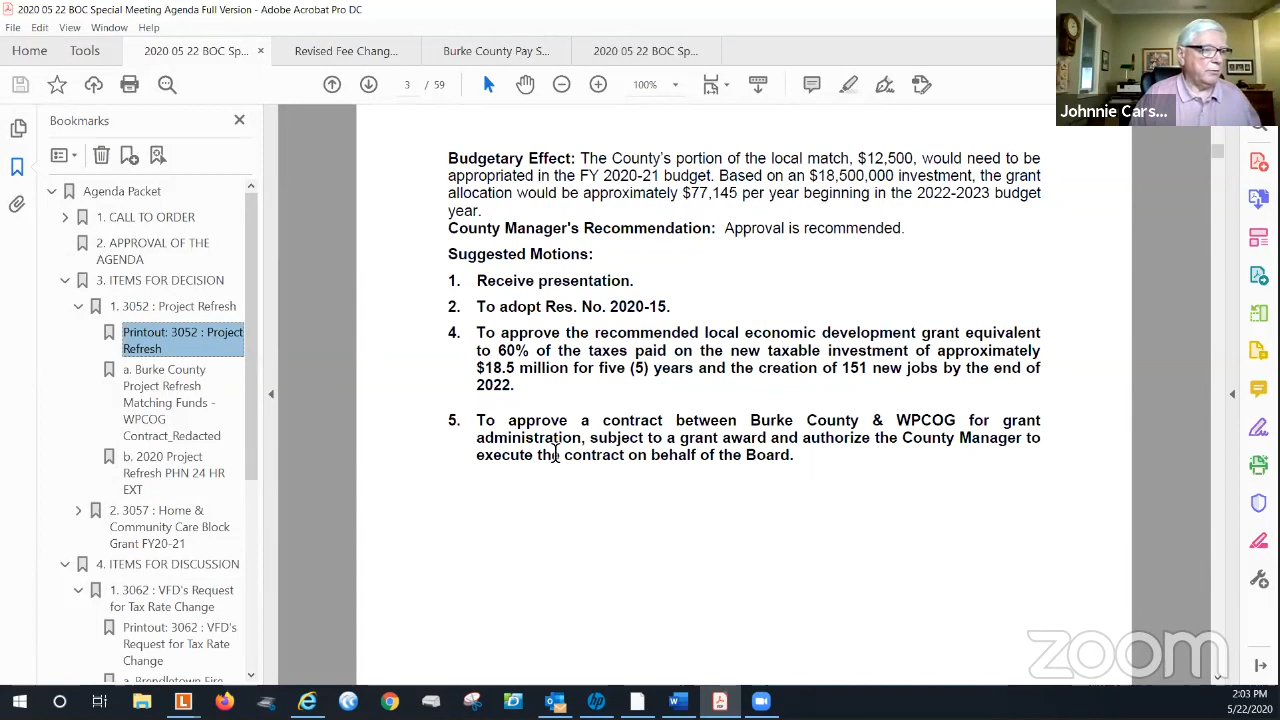 2020 05 22 BOC Special Meeting Agenda Full Version - Adobe Acrobat Pro DC
File Edit View Window Help
Home Tools 2020 05 22 BOC Sp... × Revised Fee Chang... Burke County Pay S... 2020 05 22 BOC Sp...
59 100%
Johnnie Cars...
Bookmarks
Agenda Packet
1. CALL TO ORDER
2. APPROVAL OF THE
AGENDA
3. ITEMS FOR DECISION
1. 3052 : Project Refresh
Printout: 3052 : Project
Refresh
a. Burke County
Project Refresh
Matching Funds -
WPCOG
Contract_Redacted
b. 2020 Project
Refresh PHN 24 HR
EXT
2. 3057 : Home &
Community Care Block
Grant FY20-21
4. ITEMS FOR DISCUSSION
1. 3062 : VFD's Request
for Tax Rate Change
Printout: 3062 : VFD's
Request for Tax Rate
Change
a. Brendletown Fire
Budgetary Effect: The County's portion of the local match, $12,500, would need to be
appropriated in the FY 2020-21 budget. Based on an $18,500,000 investment, the grant
allocation would be approximately $77,145 per year beginning in the 2022-2023 budget
year.
County Manager's Recommendation: Approval is recommended.
Suggested Motions:
1. Receive presentation.
2. To adopt Res. No. 2020-15.
4. To approve the recommended local economic development grant equivalent
to 60% of the taxes paid on the new taxable investment of approximately
$18.5 million for five (5) years and the creation of 151 new jobs by the end of
2022.
5. To approve a contract between Burke County & WPCOG for grant
administration, subject to a grant award and authorize the County Manager to
execute the contract on behalf of the Board.
zoom
2:03 PM
5/22/2020